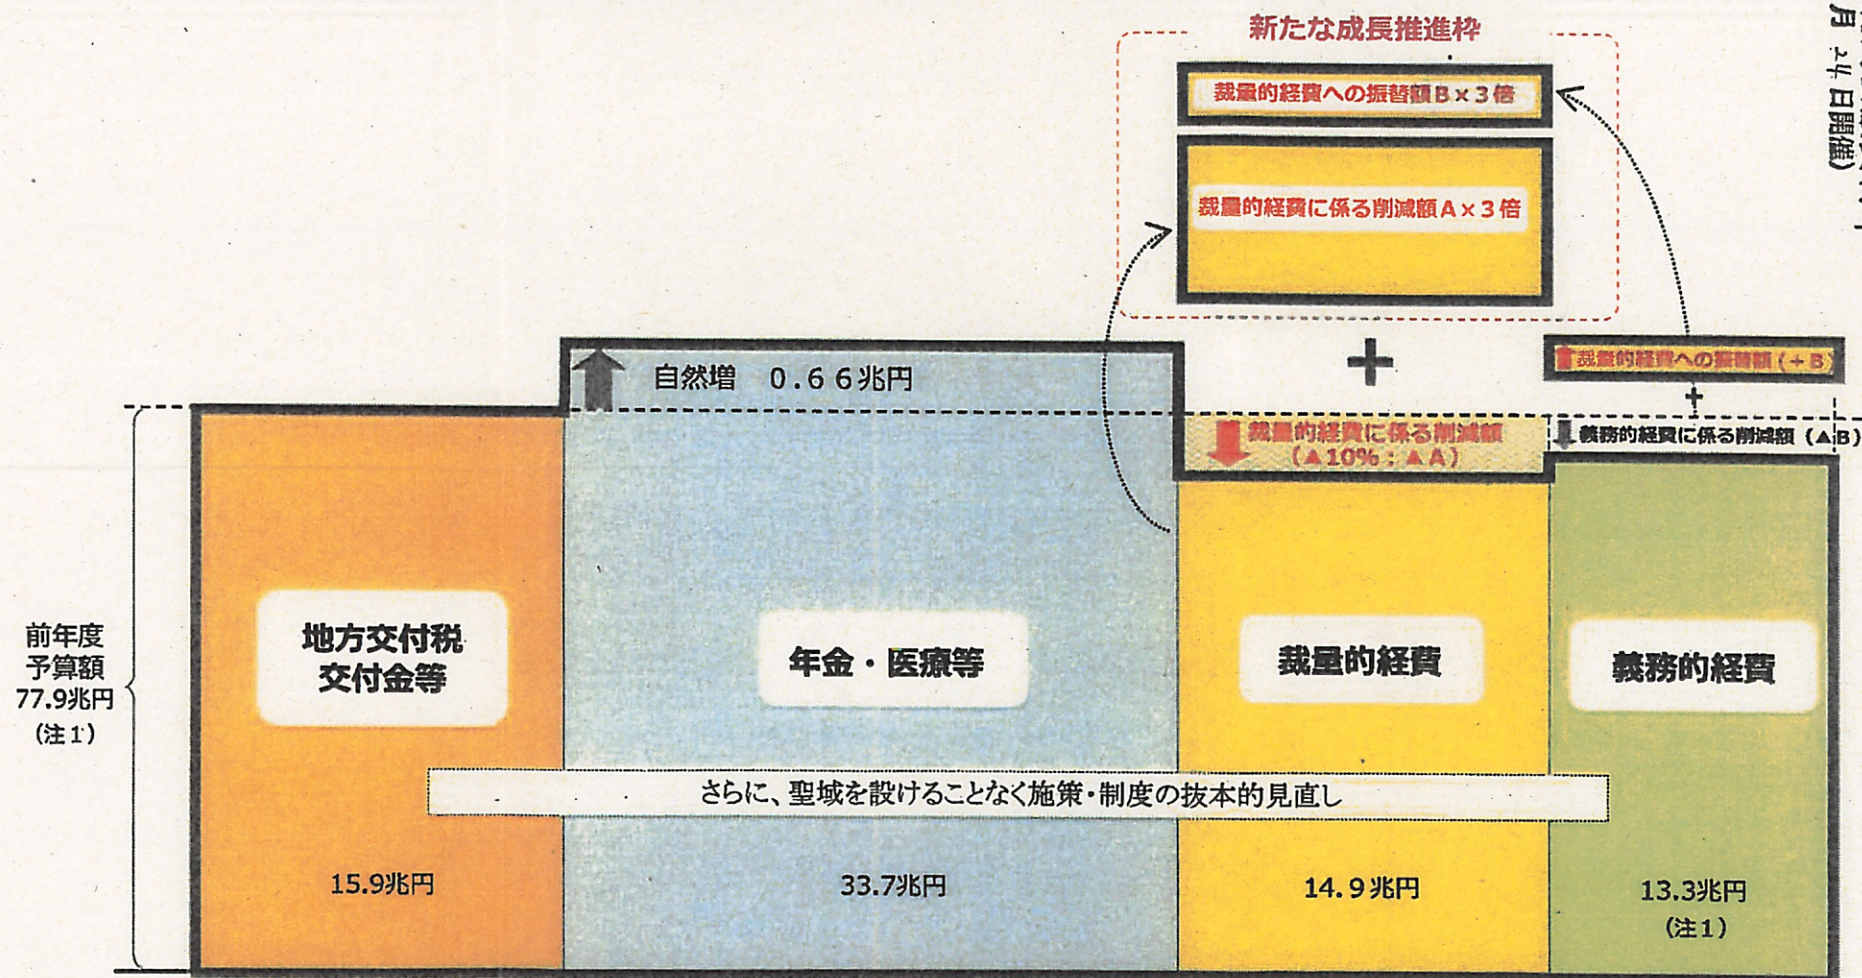 新たな成長推進枠
裁量的経費への振替額B×3倍
裁量的経費に係る削減額A×3倍
月24日開催)
+
裁量的経費への振替額(+B)
+
自然増 0.66兆円
裁量的経費に係る削減額
(▲10%:▲A)
義務的経費に係る削減額(▲B)
前年度
予算額
77.9兆円
(注1)
地方交付税
交付金等
年金・医療等
裁量的経費
義務的経費
さらに、聖域を設けることなく施策・制度の抜本的見直し
15.9兆円
33.7兆円
14.9兆円
13.3兆円
(注1)